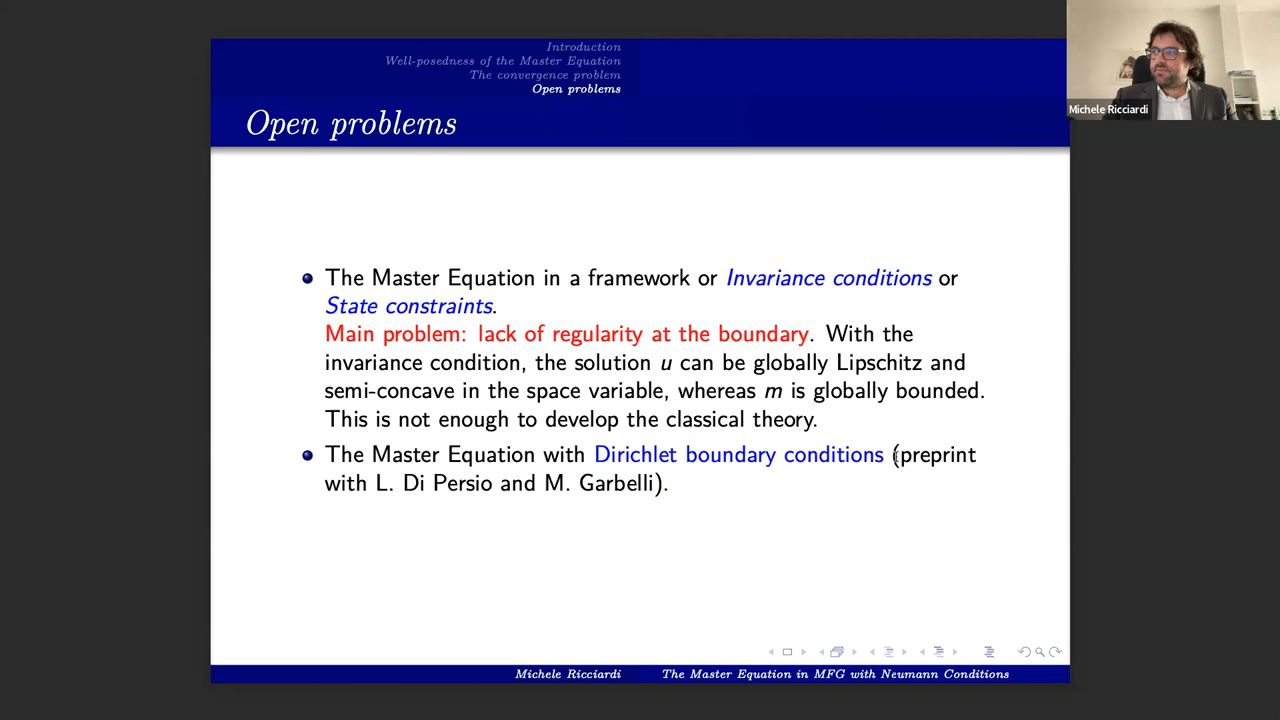 Introduction
Well-posedness of the Master Equation
The convergence problem
Open problems
Open problems
Michele Ricciardi
The Master Equation in a framework or Invariance conditions or
State constraints.
Main problem: lack of regularity at the boundary. With the
invariance condition, the solution u can be globally Lipschitz and
semi-concave in the space variable, whereas m is globally bounded.
This is not enough to develop the classical theory.
The Master Equation with Dirichlet boundary conditions (preprint
with L. Di Persio and M. Garbelli).
Michele Ricciardi The Master Equation in MFG with Neumann Conditions